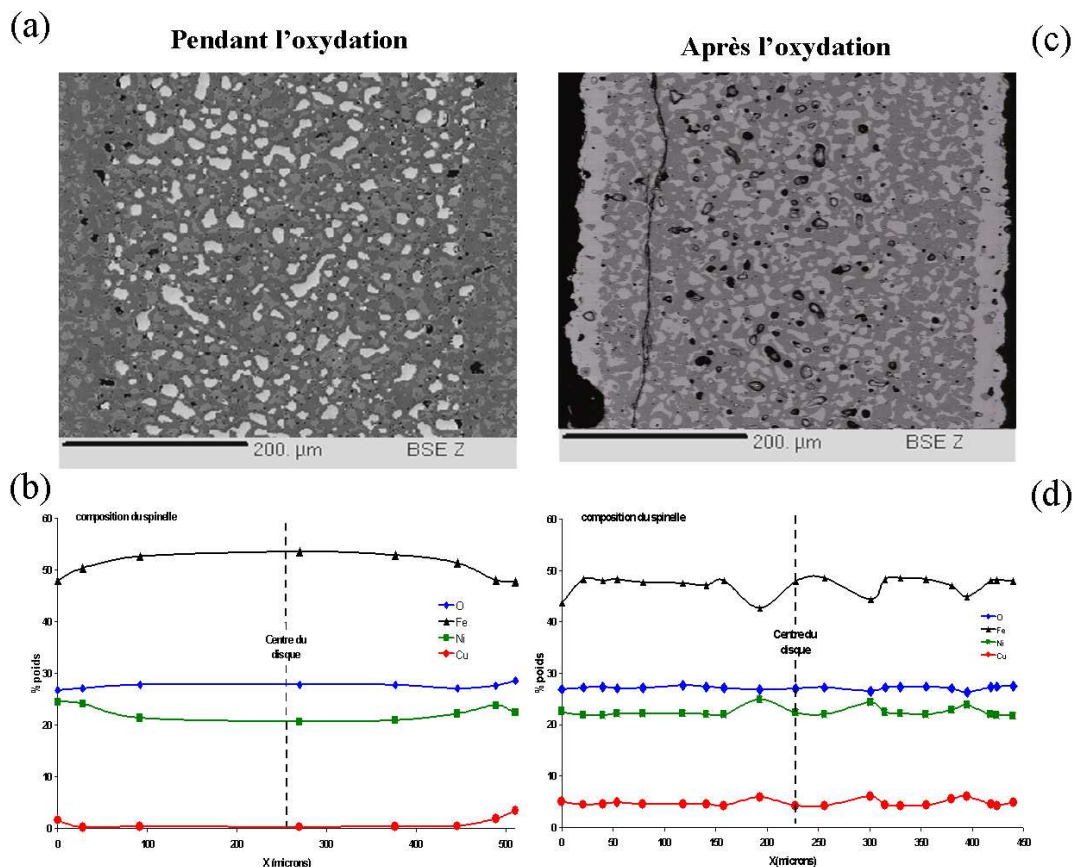 (a)
Pendant l'oxydation
Après l'oxydation
(c)
200. µm
BSE Z
200. µm
BSE Z
(b)
(d)
composition du spinelle
60
50
40
30
20
10
0
% poids
O
Fe
Ni
Cu
Centre du
disque
0
100
200
300
400
500
X (microns)
composition du spinelle
60
50
40
30
20
10
0
% poids
O
Fe
Ni
Cu
Centre du
disque
0
50
100
150
200
250
300
350
400
450
X(microns)